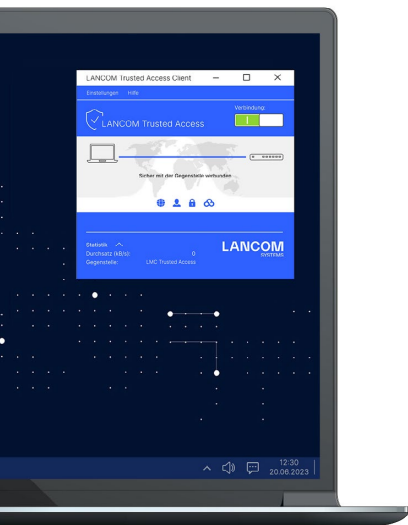 LANCOM Trusted Access Client
Einstellungen Hilfe
Verbindung:
LANCOM Trusted Access
Sicher mit der Gegenstelle verbunden
Statistik
Durchsatz (kB/s): 0
Gegenstelle: LMC Trusted Access
LANCOM
SYSTEMS
12:30
20.06.2023